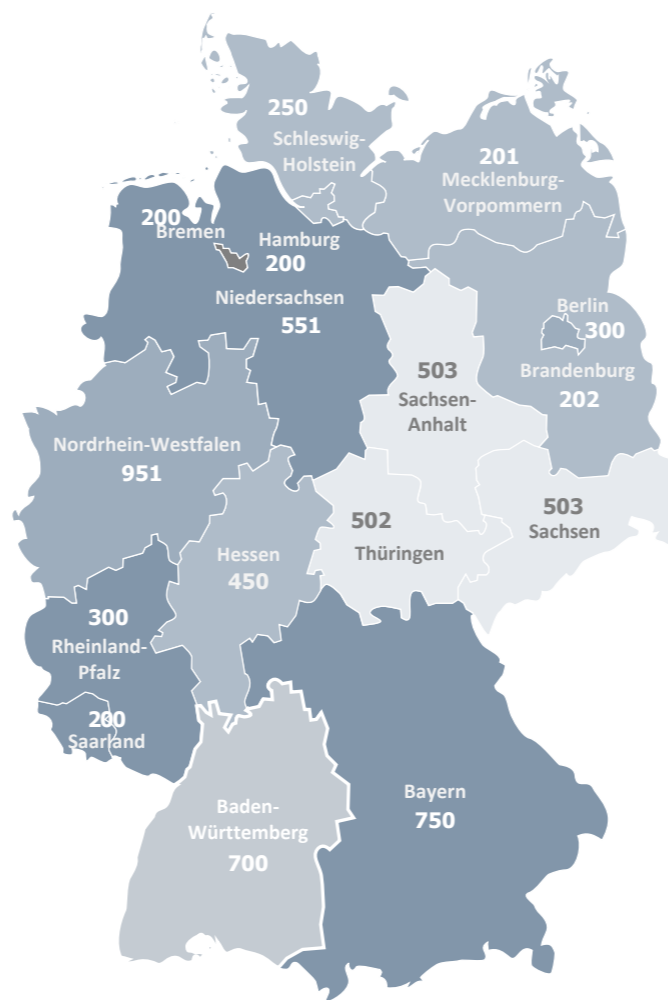 250
Schleswig-
Holstein
201
Mecklenburg-
Vorpommern
200
Bremen
Hamburg
200
Niedersachsen
551
Berlin
300
Brandenburg
202
503
Sachsen-
Anhalt
Nordrhein-Westfalen
951
503
Sachsen
502
Thüringen
Hessen
450
300
Rheinland-
Pfalz
200
Saarland
Bayern
750
Baden-
Württemberg
700